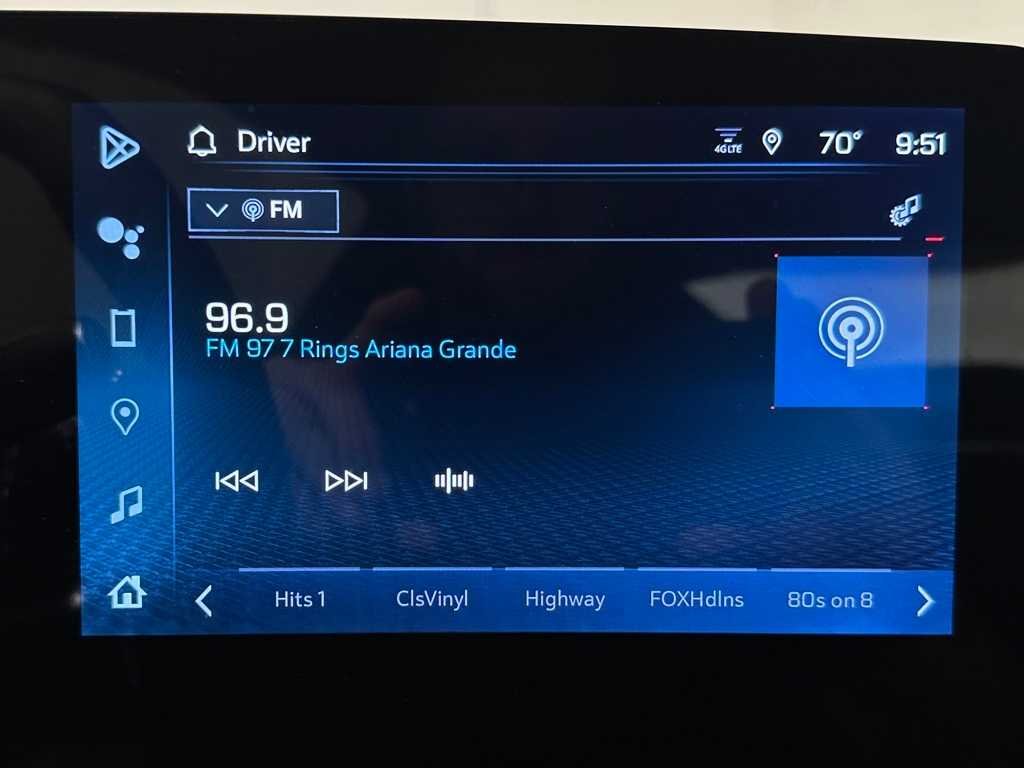 Driver
4G LTE
70°
9:51
FM
96.9
FM 97 7 Rings Ariana Grande
Hits 1
ClsVinyl
Highway
FOXHdlns
80s on 8